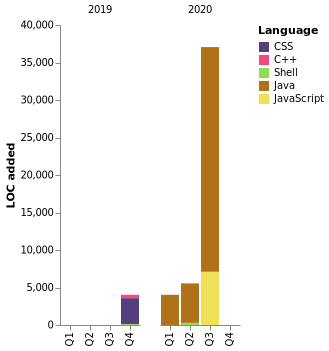 2019
2020
LOC added
40,000
35,000
30,000
25,000
20,000
15,000
10,000
5,000
0
Q1
Q2
Q3
Q4
Q1
Q2
Q3
Q4
Language
CSS
C++
Shell
Java
JavaScript